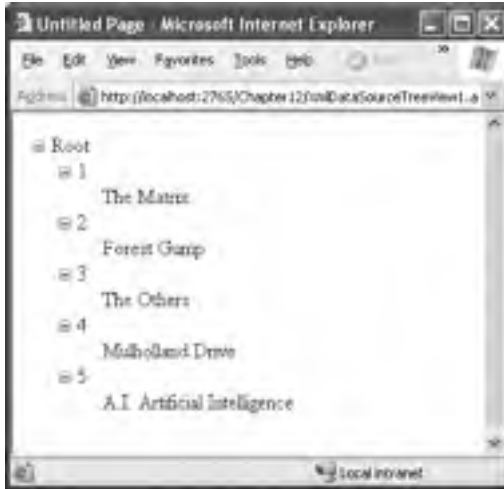 Untitled Page - Microsoft Internet Explorer
File Edit View Favorites Tools Help »
Address http://localhost:2765/Chapter12/XmlDataSourceTreeView1.a
Root
1
The Matrix
2
Forest Gump
3
The Others
4
Mulholland Drive
5
A.I. Artificial Intelligence
Local intranet